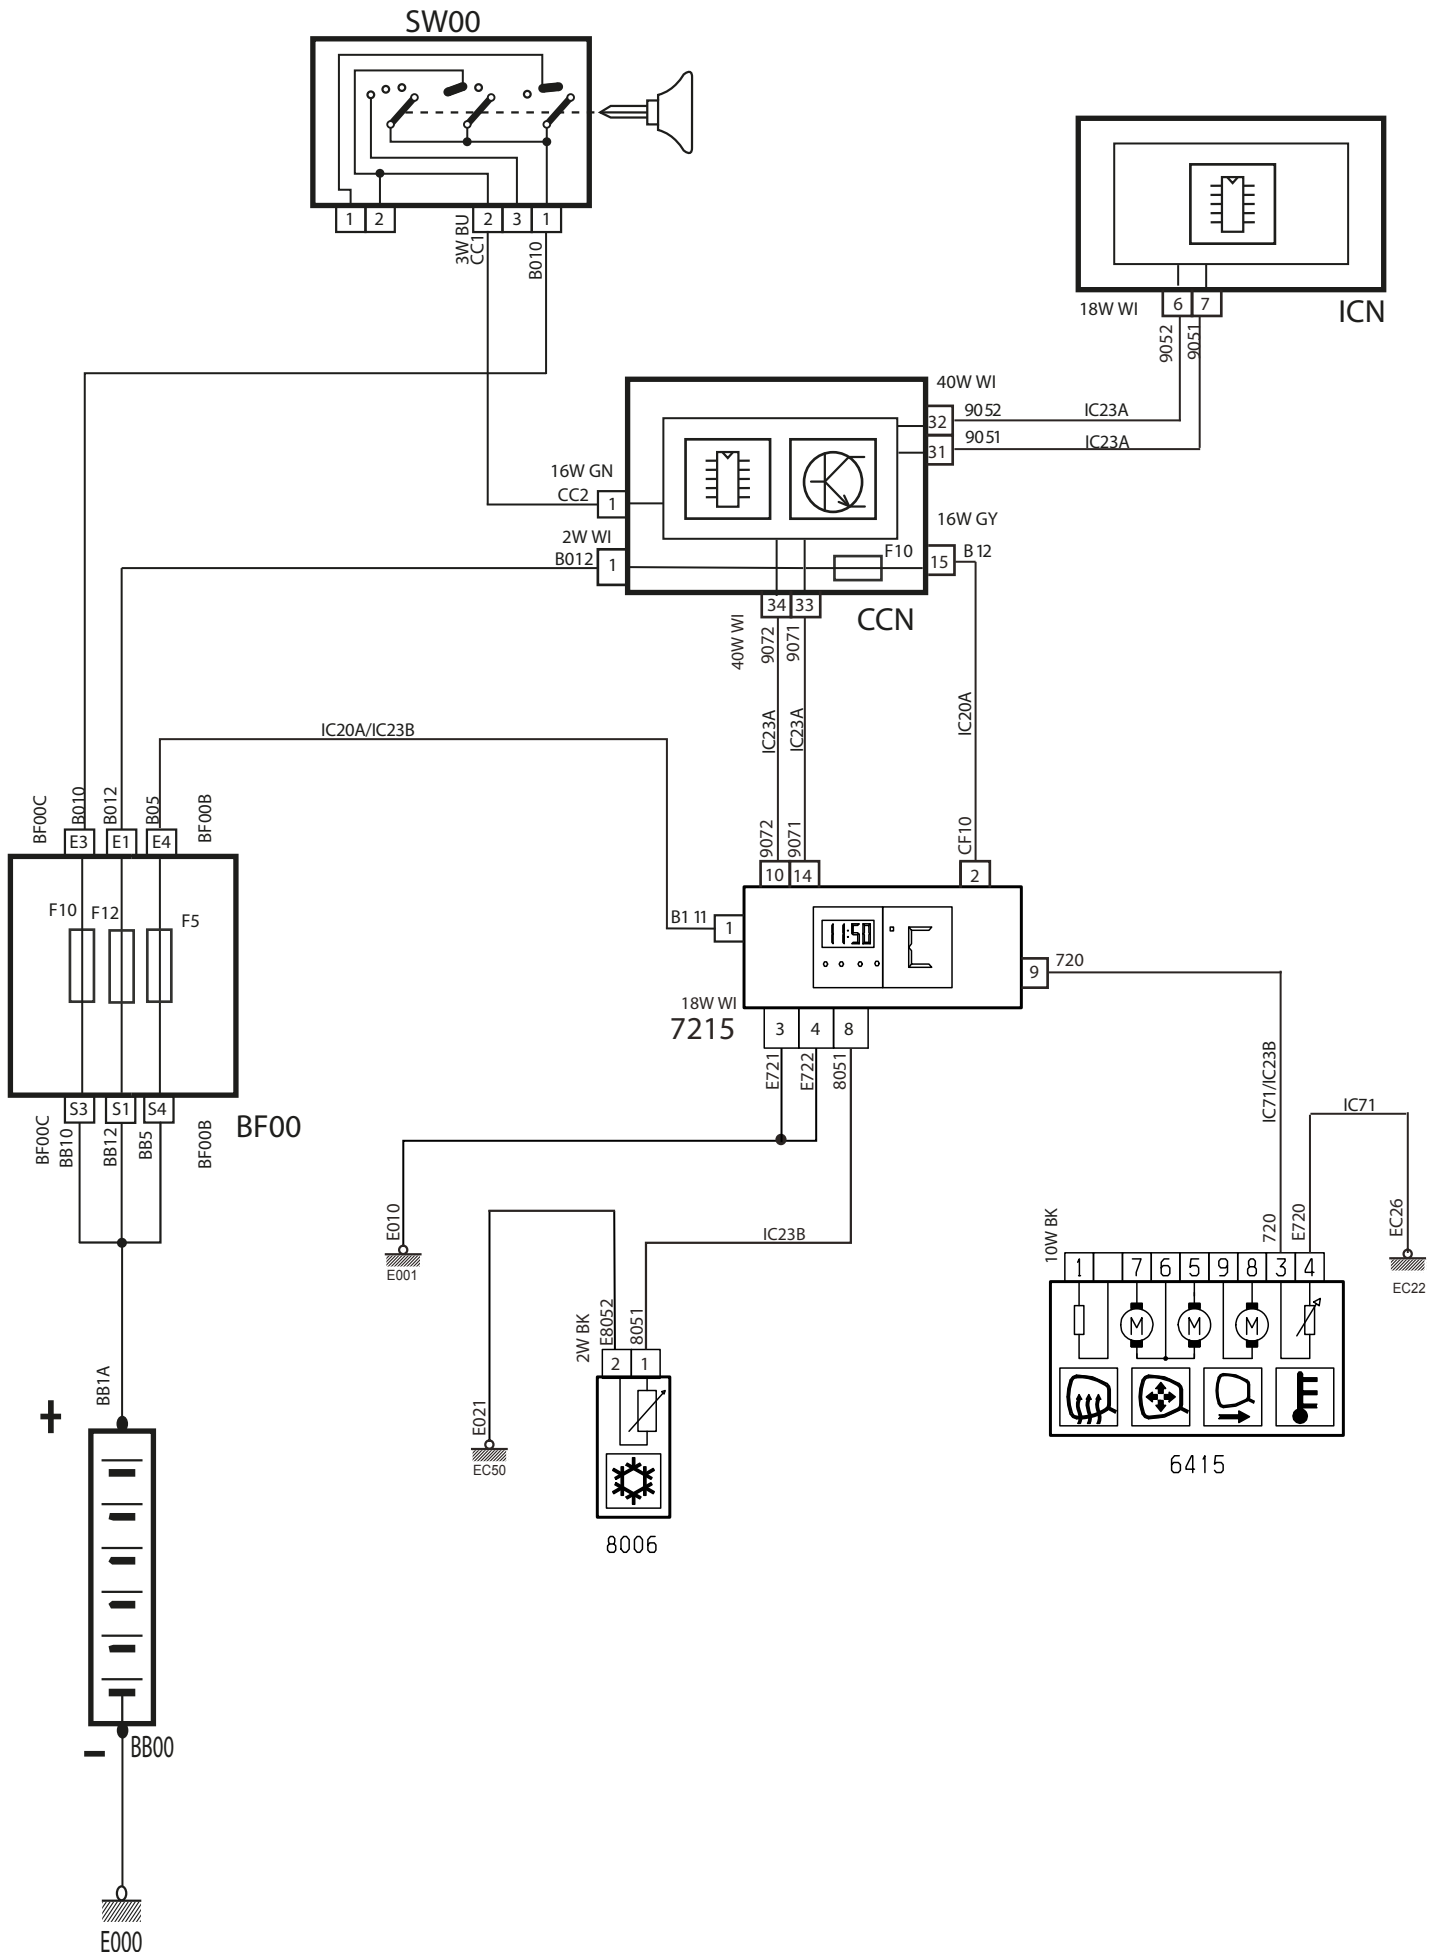 SW00
1 2 2 3 1
3W BU
CC1
B010
18W WI
6 7
ICN
9052
9051
40W WI
32 9052 IC23A
31 9051 IC23A
16W GN
CC2 1
2W WI
B012 1
16W GY
F10
15 B 12
34 33
CCN
40W WI
9072
9071
IC23A
IC23A
IC20A
IC20A/IC23B
BF00C
B010
B012
B05
BF00B
E3 E1 E4
9072
9071
CF10
10 14 2
F10 F12 F5
B1 11 1
11:50 °C
9 720
18W WI
7215
3 4 8
E721
E722
8051
IC71/IC23B
S3 S1 S4
BF00C
BB10
BB12
BB5
BF00B
BF00
IC71
E010
E001
IC23B
10W BK
720
E720
EC26
EC22
1 7 6 5 9 8 3 4
M M M
6415
2W BK
E8052
8051
2 1
E021
EC50
8006
BB1A
+
- BB00
E000